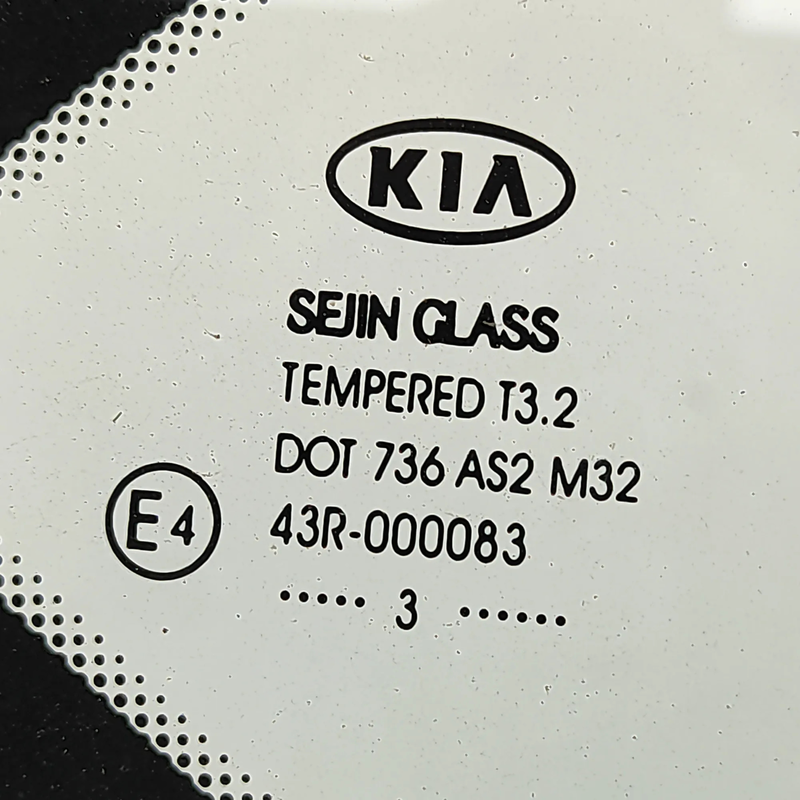 KIA
SEJIN GLASS
TEMPERED T3.2
DOT 736 AS2 M32
E4
43R-000083
..... 3 ......